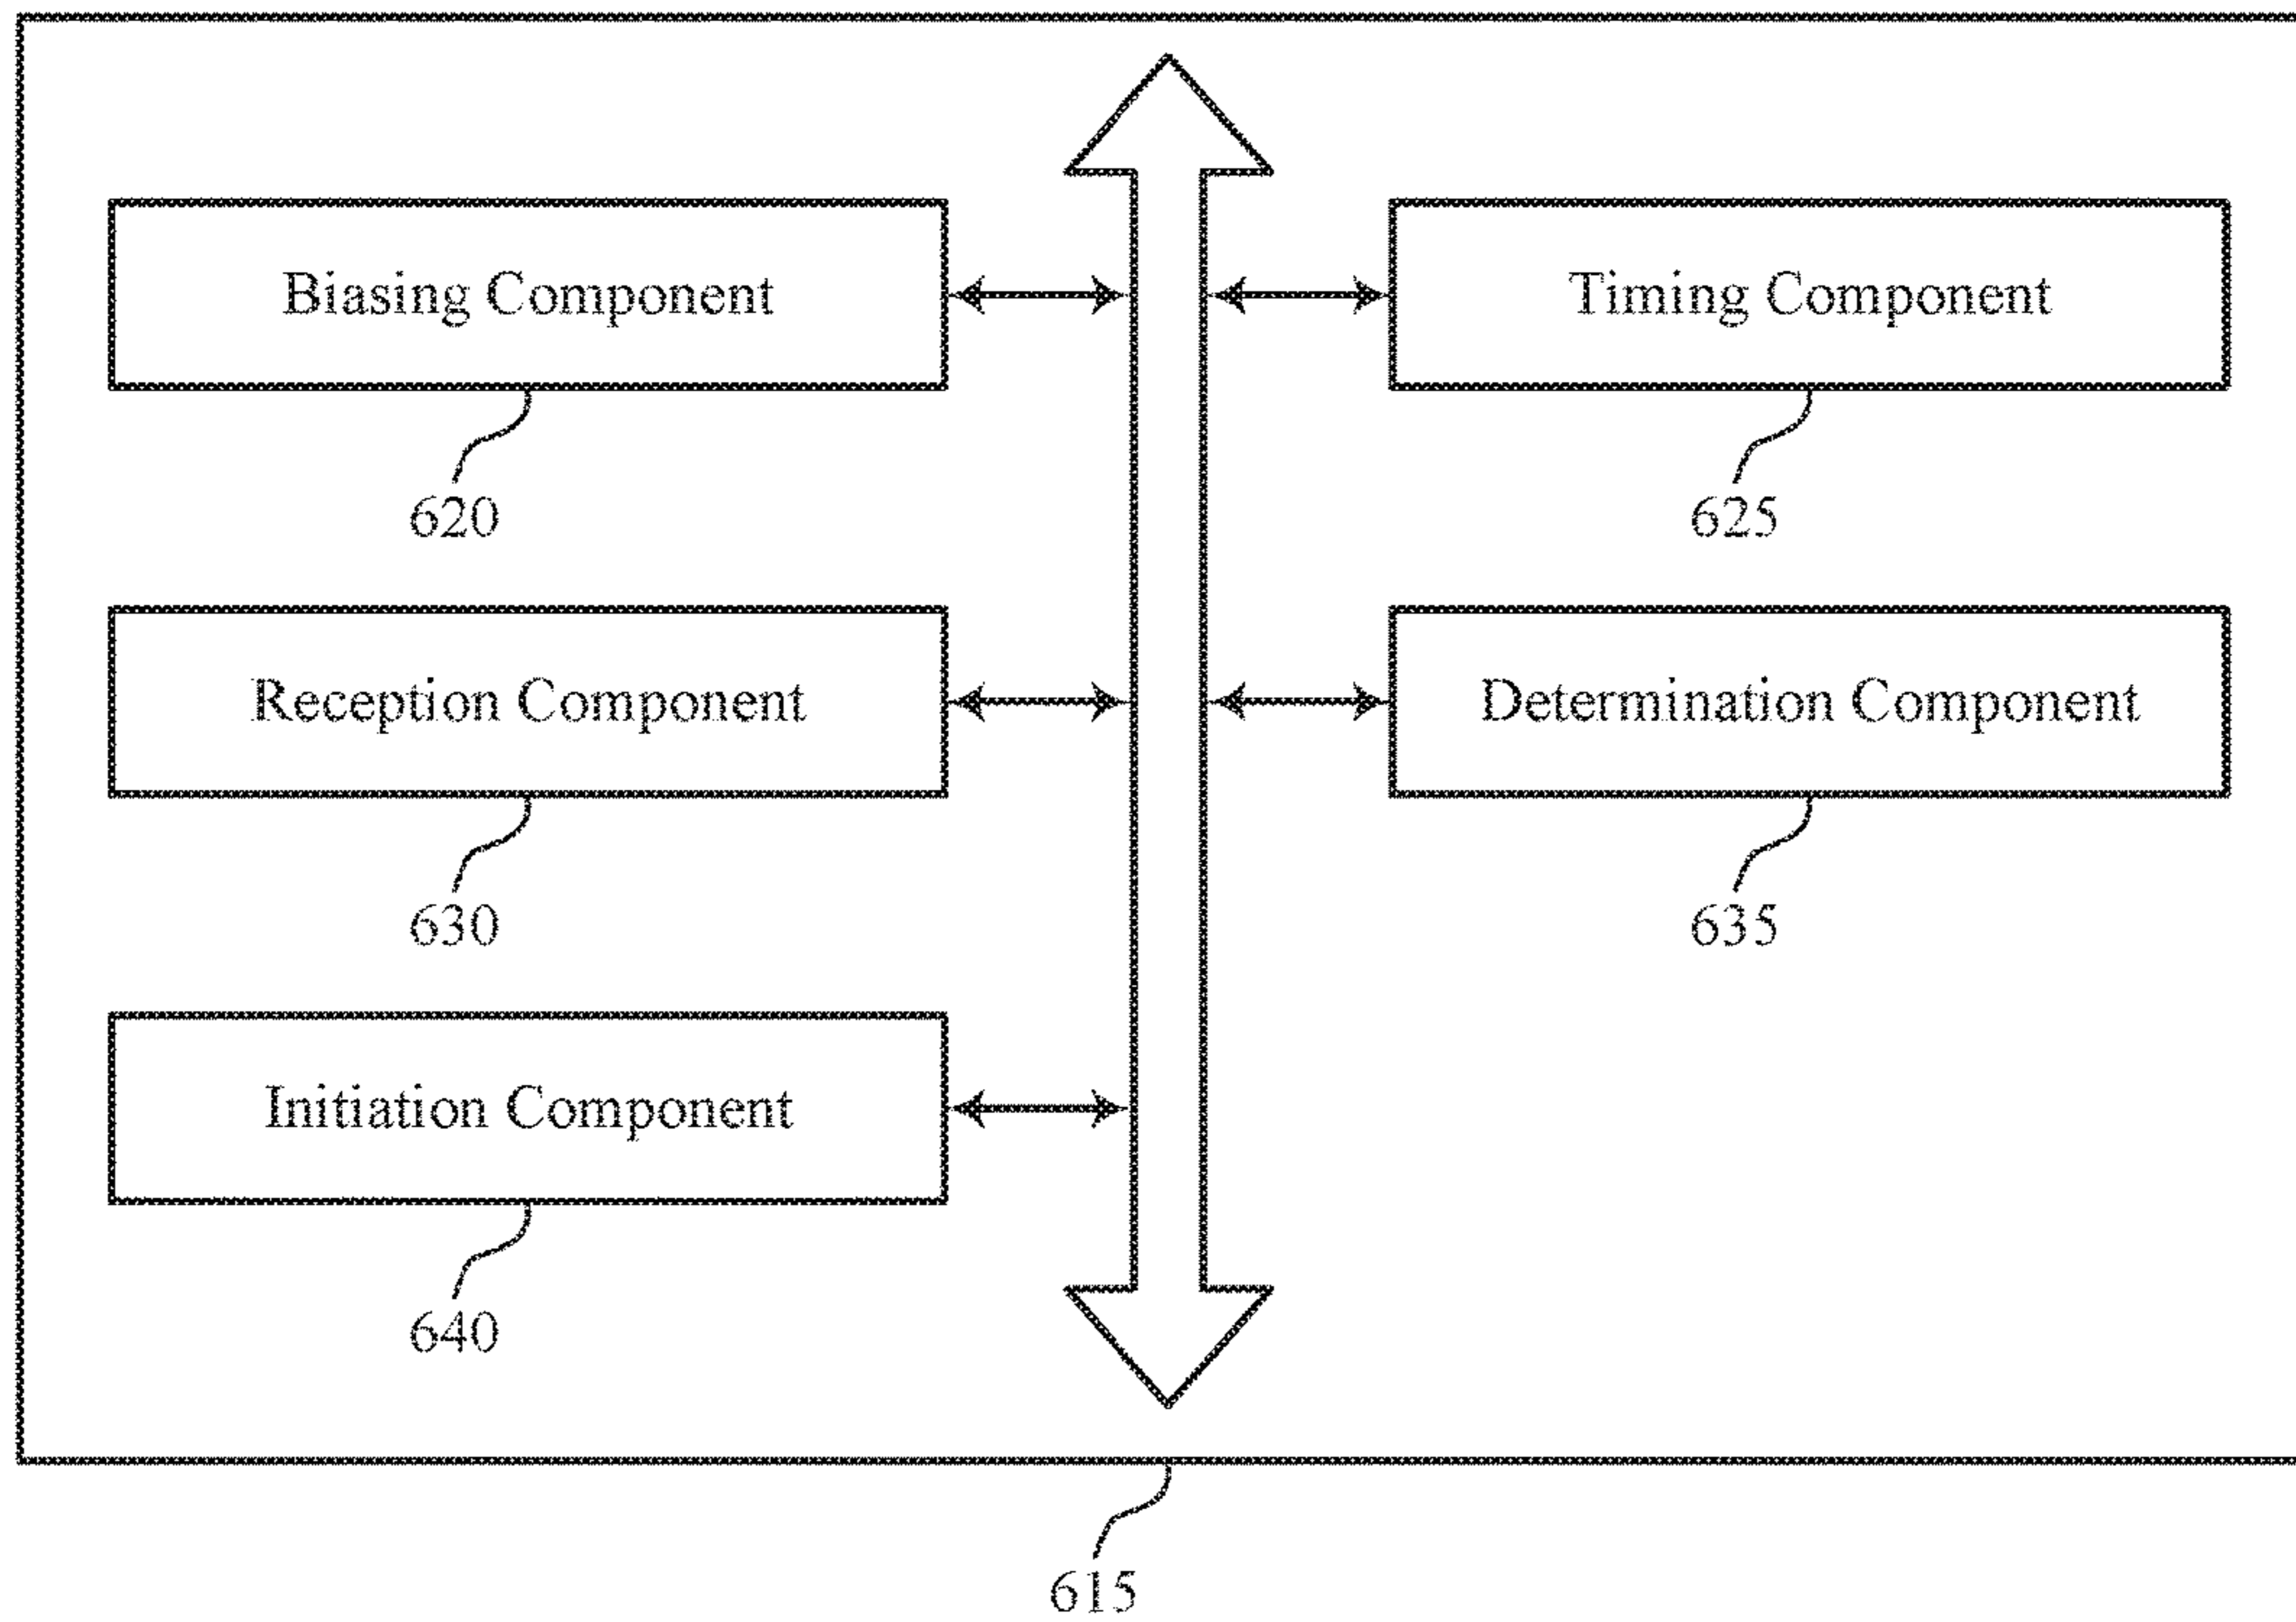 Biasing Component
Timing Component
620
625
Reception Component
Determination Component
630
635
Initiation Component
640
615